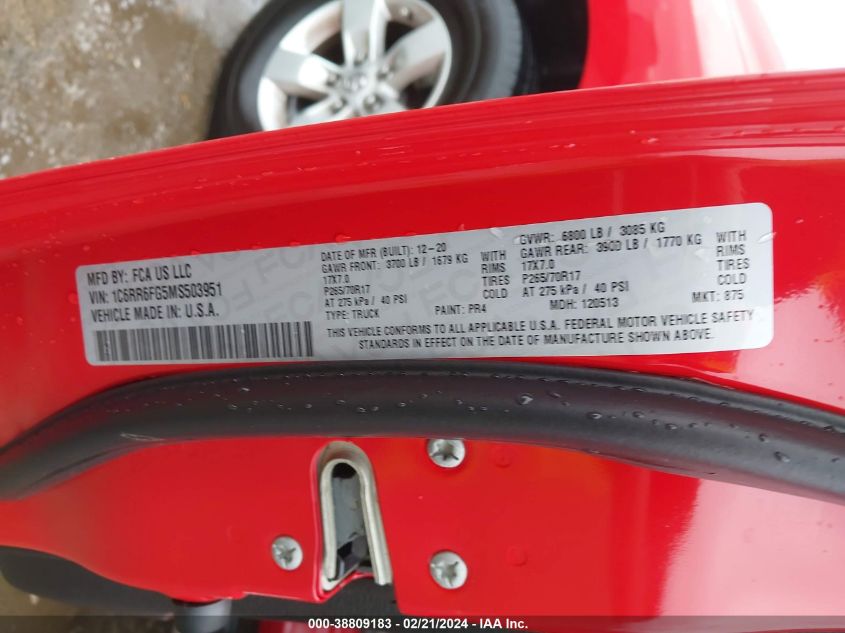 MFD BY: FCA US LLC
VIN: 1C6RR6FG5MS503951
VEHICLE MADE IN: U.S.A.
DATE OF MFR (BUILT): 12-20
GAWR FRONT: 3700 LB / 1679 KG WITH
17X7.0 RIMS
P265/70R17 TIRES
AT 275 kPa / 40 PSI COLD
TYPE: TRUCK PAINT: PR4
GVWR: 6800 LB / 3085 KG
GAWR REAR: 3900 LB / 1770 KG WITH
17X7.0 RIMS
P265/70R17 TIRES
AT 275 kPa / 40 PSI COLD
MDH: 120513 MKT: 875
THIS VEHICLE CONFORMS TO ALL APPLICABLE U.S.A. FEDERAL MOTOR VEHICLE SAFETY
STANDARDS IN EFFECT ON THE DATE OF MANUFACTURE SHOWN ABOVE.
000-38809183 - 02/21/2024 - IAA Inc.